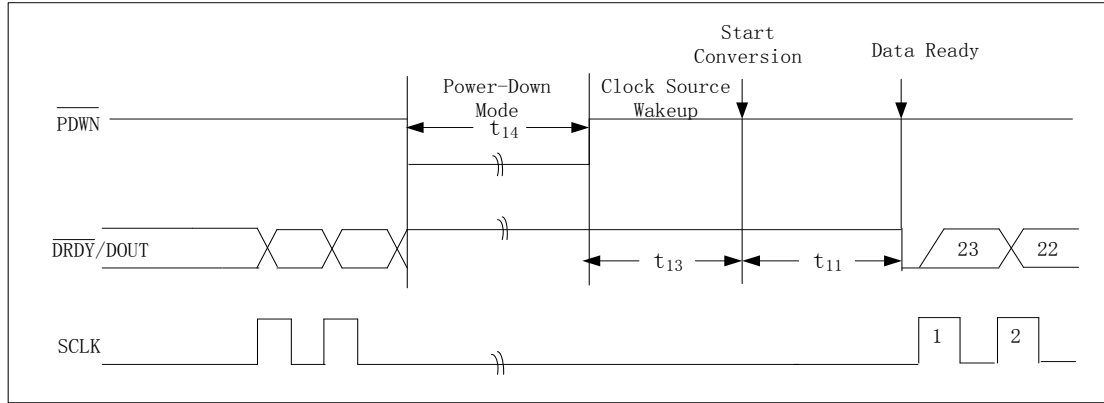 Start
Conversion
Data Ready
Power-Down
Mode
Clock Source
Wakeup
PDWN
t14
DRDY/DOUT
23
22
t13
t11
SCLK
1
2